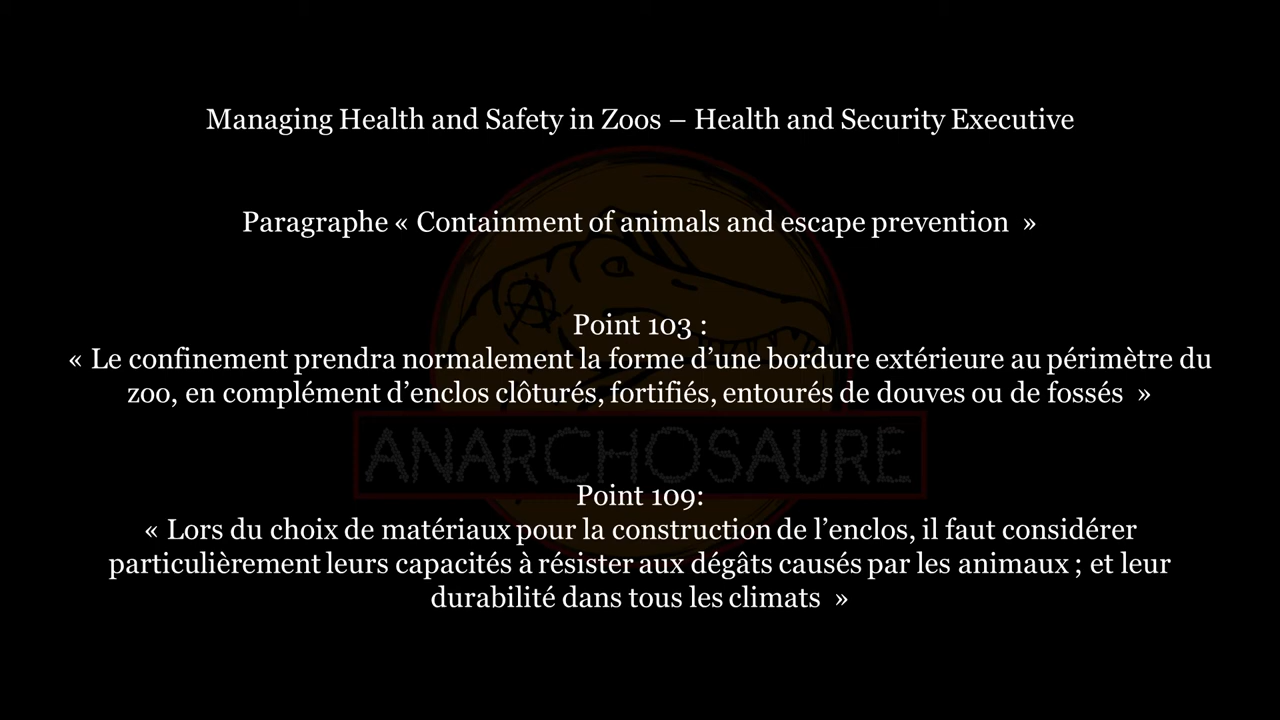 Managing Health and Safety in Zoos – Health and Security Executive
Paragraphe « Containment of animals and escape prevention »
Point 103 :
« Le confinement prendra normalement la forme d’une bordure extérieure au périmètre du
zoo, en complément d’enclos clôturés, fortifiés, entourés de douves ou de fossés »
ANARCHOSAURE
Point 109:
« Lors du choix de matériaux pour la construction de l’enclos, il faut considérer
particulièrement leurs capacités à résister aux dégâts causés par les animaux ; et leur
durabilité dans tous les climats »